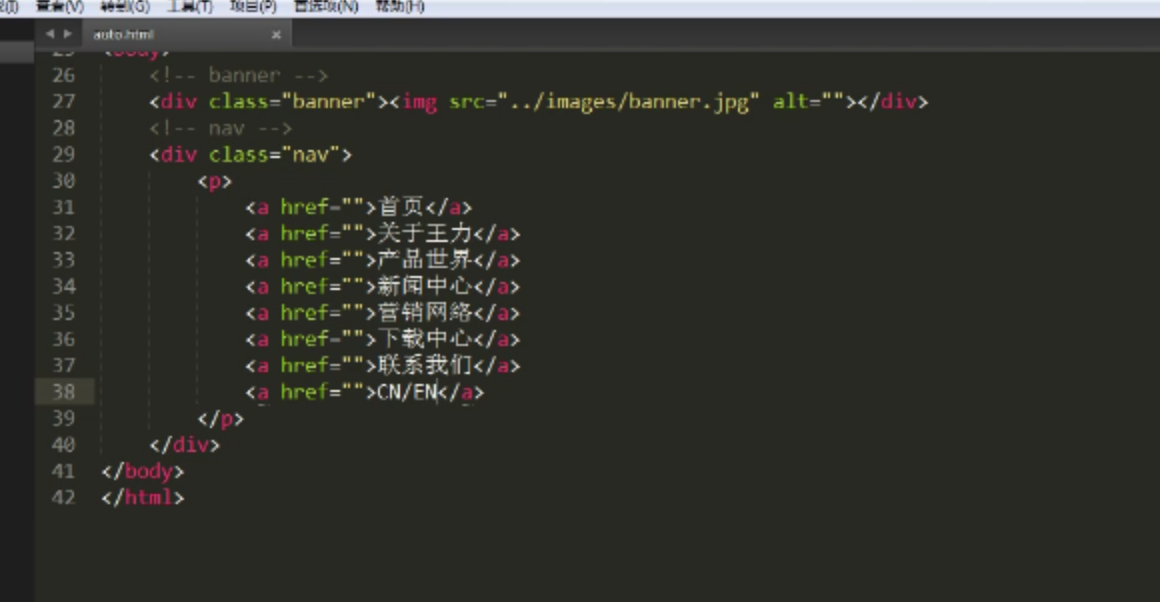 查看(V) 转到(G) 工具(T) 项目(P) 首选项(N) 帮助(H)
auto.html
25 <body>
26 <!-- banner -->
27 <div class="banner"><img src="../images/banner.jpg" alt=""></div>
28 <!-- nav -->
29 <div class="nav">
30 <p>
31 <a href="">首页</a>
32 <a href="">关于王力</a>
33 <a href="">产品世界</a>
34 <a href="">新闻中心</a>
35 <a href="">营销网络</a>
36 <a href="">下载中心</a>
37 <a href="">联系我们</a>
38 <a href="">CN/EN</a>
39 </p>
40 </div>
41 </body>
42 </html>